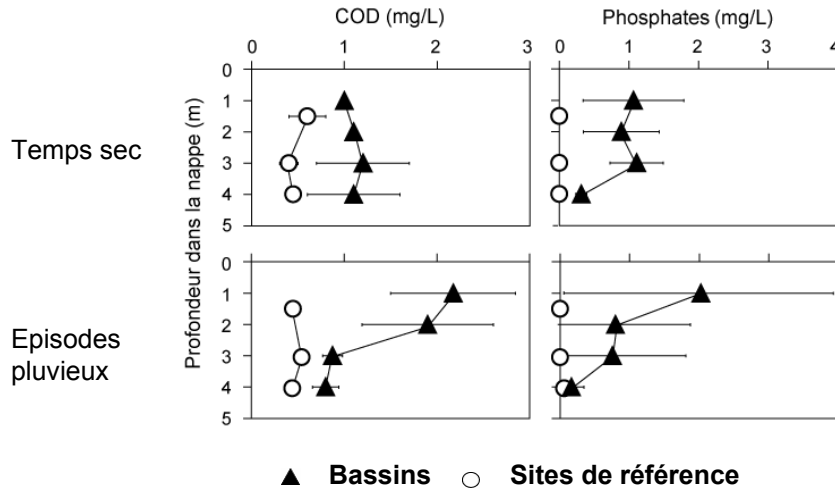 COD (mg/L)
Phosphates (mg/L)
0 1 2 3
0 1 2 3 4
Temps sec
Profondeur dans la nappe (m)
0
1
2
3
4
5
Episodes
pluvieux
0
1
2
3
4
5
Bassins
Sites de référence